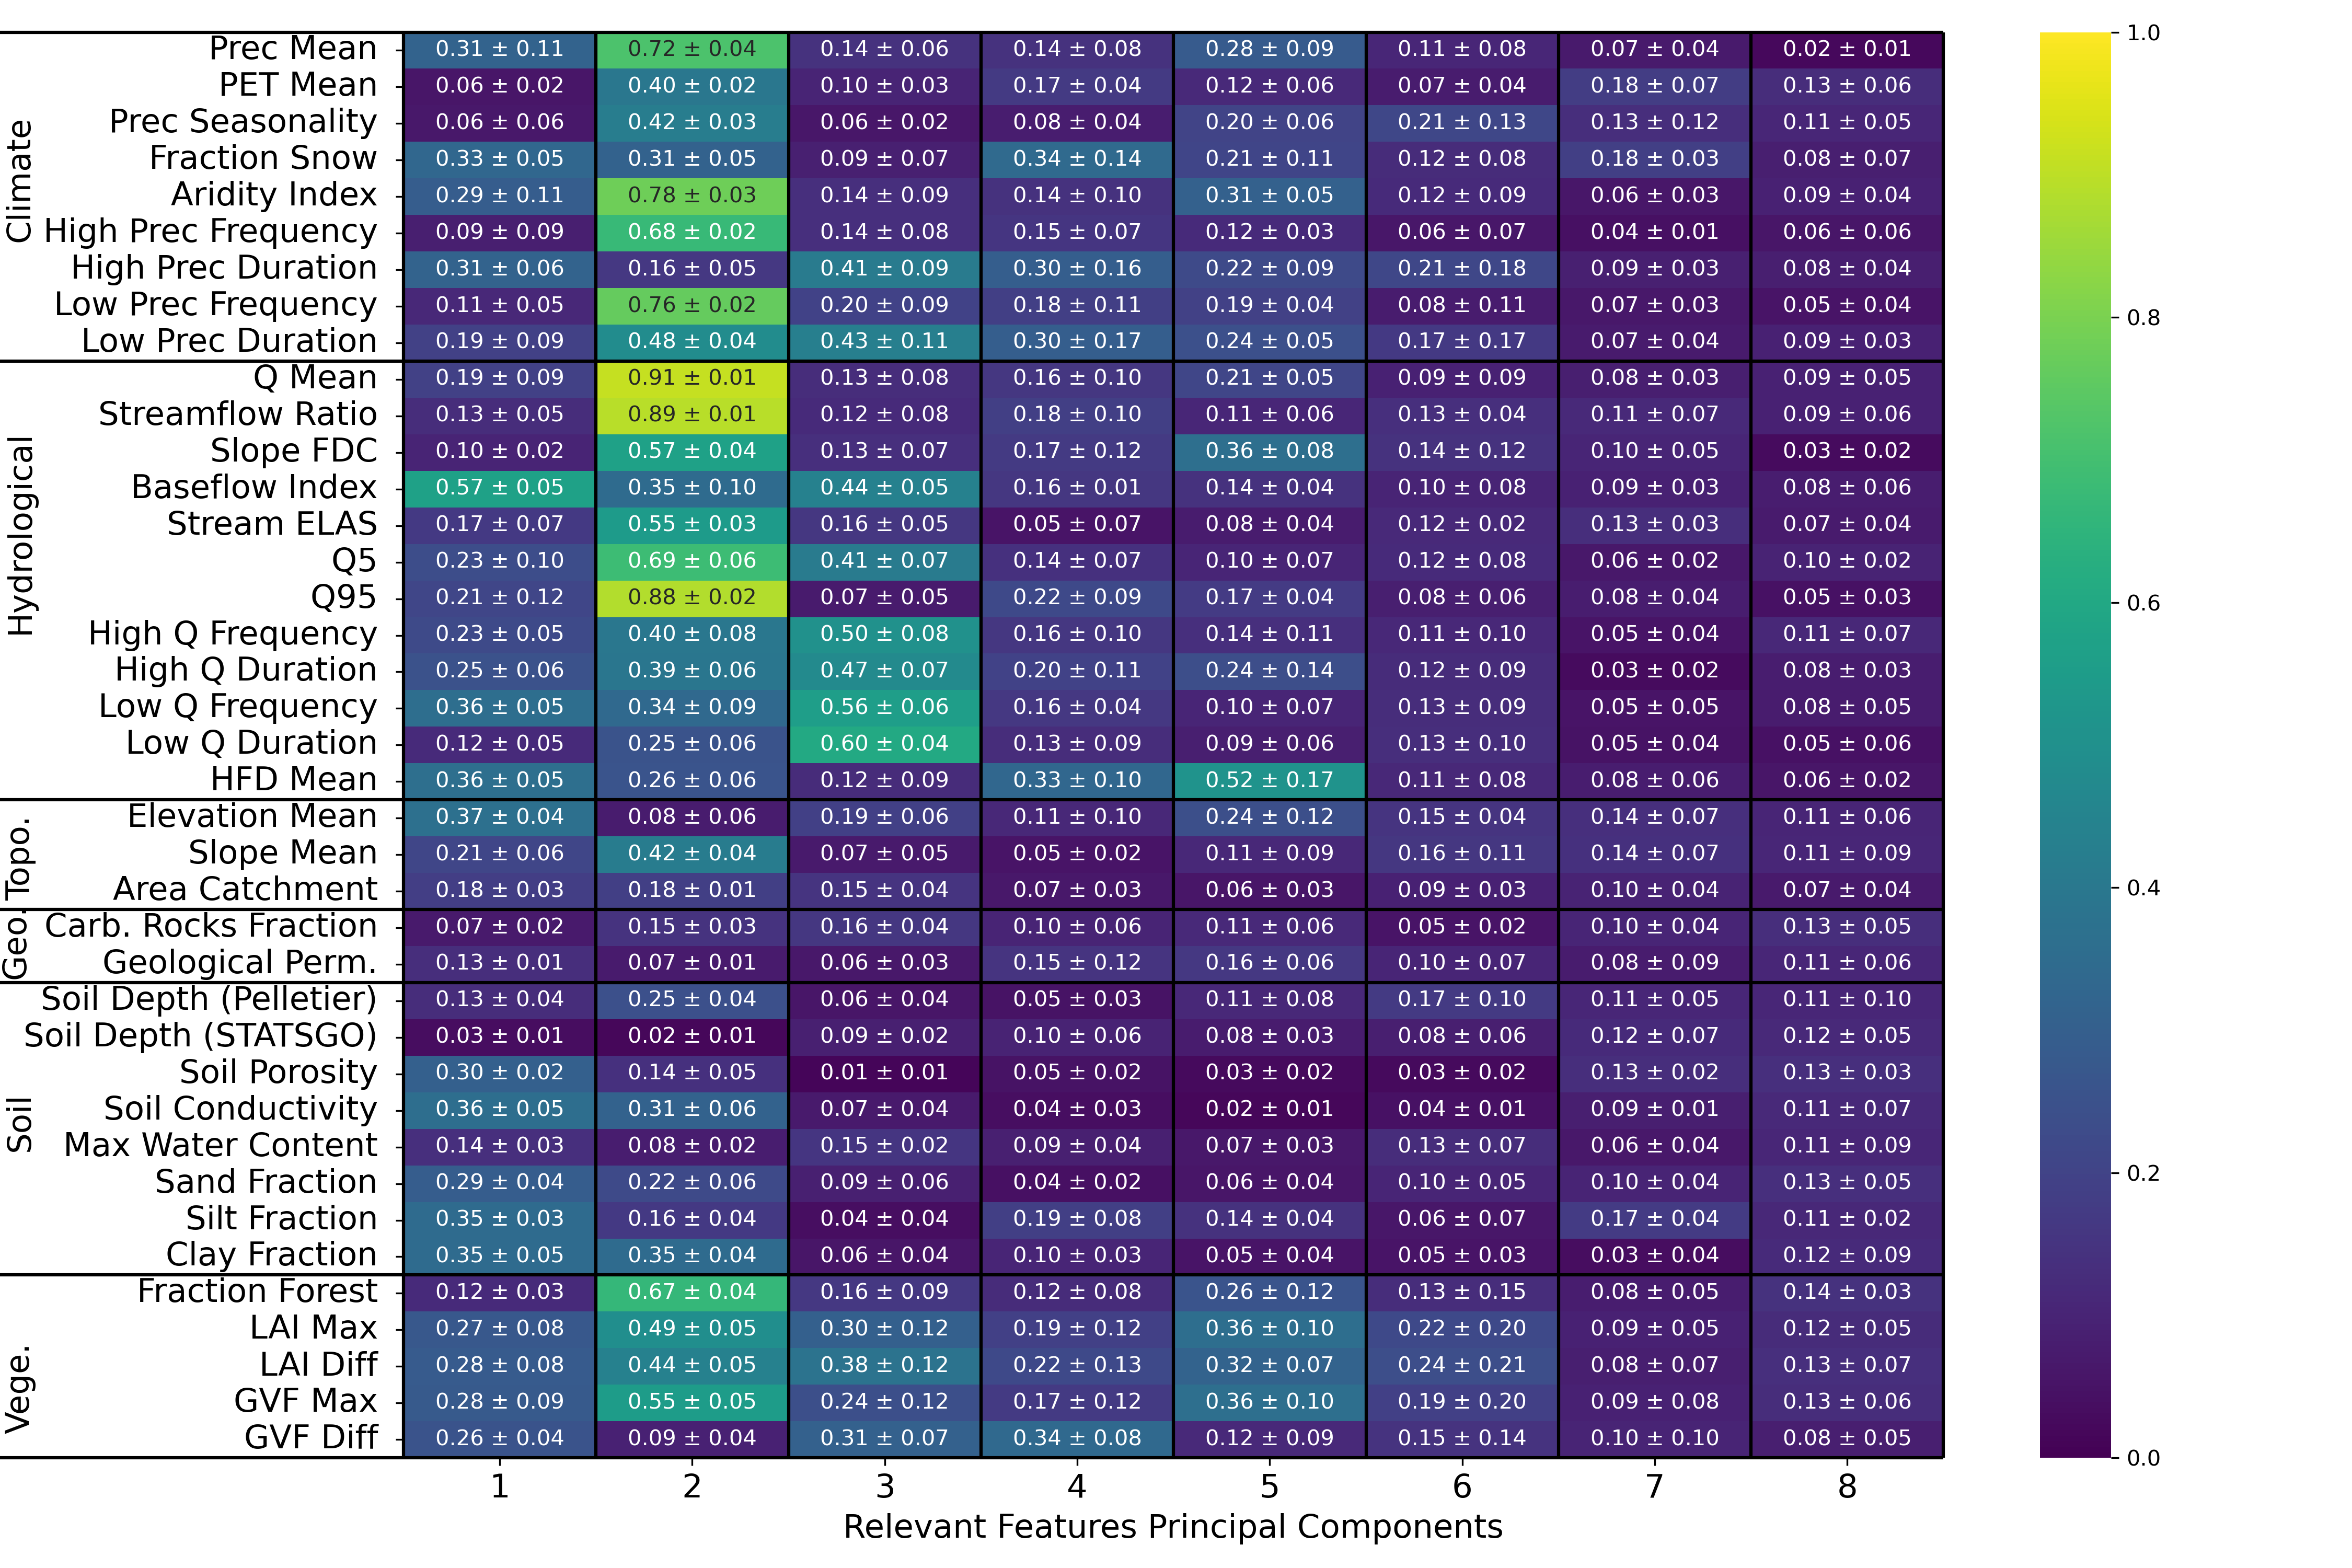 Climate
Prec Mean 0.31 ± 0.11 0.72 ± 0.04 0.14 ± 0.06 0.14 ± 0.08 0.28 ± 0.09 0.11 ± 0.08 0.07 ± 0.04 0.02 ± 0.01
PET Mean 0.06 ± 0.02 0.40 ± 0.02 0.10 ± 0.03 0.17 ± 0.04 0.12 ± 0.06 0.07 ± 0.04 0.18 ± 0.07 0.13 ± 0.06
Prec Seasonality 0.06 ± 0.06 0.42 ± 0.03 0.06 ± 0.02 0.08 ± 0.04 0.20 ± 0.06 0.21 ± 0.13 0.13 ± 0.12 0.11 ± 0.05
Fraction Snow 0.33 ± 0.05 0.31 ± 0.05 0.09 ± 0.07 0.34 ± 0.14 0.21 ± 0.11 0.12 ± 0.08 0.18 ± 0.03 0.08 ± 0.07
Aridity Index 0.29 ± 0.11 0.78 ± 0.03 0.14 ± 0.09 0.14 ± 0.10 0.31 ± 0.05 0.12 ± 0.09 0.06 ± 0.03 0.09 ± 0.04
High Prec Frequency 0.09 ± 0.09 0.68 ± 0.02 0.14 ± 0.08 0.15 ± 0.07 0.12 ± 0.03 0.06 ± 0.07 0.04 ± 0.01 0.06 ± 0.06
High Prec Duration 0.31 ± 0.06 0.16 ± 0.05 0.41 ± 0.09 0.30 ± 0.16 0.22 ± 0.09 0.21 ± 0.18 0.09 ± 0.03 0.08 ± 0.04
Low Prec Frequency 0.11 ± 0.05 0.76 ± 0.02 0.20 ± 0.09 0.18 ± 0.11 0.19 ± 0.04 0.08 ± 0.11 0.07 ± 0.03 0.05 ± 0.04
Low Prec Duration 0.19 ± 0.09 0.48 ± 0.04 0.43 ± 0.11 0.30 ± 0.17 0.24 ± 0.05 0.17 ± 0.17 0.07 ± 0.04 0.09 ± 0.03
Hydrological
Q Mean 0.19 ± 0.09 0.91 ± 0.01 0.13 ± 0.08 0.16 ± 0.10 0.21 ± 0.05 0.09 ± 0.09 0.08 ± 0.03 0.09 ± 0.05
Streamflow Ratio 0.13 ± 0.05 0.89 ± 0.01 0.12 ± 0.08 0.18 ± 0.10 0.11 ± 0.06 0.13 ± 0.04 0.11 ± 0.07 0.09 ± 0.06
Slope FDC 0.10 ± 0.02 0.57 ± 0.04 0.13 ± 0.07 0.17 ± 0.12 0.36 ± 0.08 0.14 ± 0.12 0.10 ± 0.05 0.03 ± 0.02
Baseflow Index 0.57 ± 0.05 0.35 ± 0.10 0.44 ± 0.05 0.16 ± 0.01 0.14 ± 0.04 0.10 ± 0.08 0.09 ± 0.03 0.08 ± 0.06
Stream ELAS 0.17 ± 0.07 0.55 ± 0.03 0.16 ± 0.05 0.05 ± 0.07 0.08 ± 0.04 0.12 ± 0.02 0.13 ± 0.03 0.07 ± 0.04
Q5 0.23 ± 0.10 0.69 ± 0.06 0.41 ± 0.07 0.14 ± 0.07 0.10 ± 0.07 0.12 ± 0.08 0.06 ± 0.02 0.10 ± 0.02
Q95 0.21 ± 0.12 0.88 ± 0.02 0.07 ± 0.05 0.22 ± 0.09 0.17 ± 0.04 0.08 ± 0.06 0.08 ± 0.04 0.05 ± 0.03
High Q Frequency 0.23 ± 0.05 0.40 ± 0.08 0.50 ± 0.08 0.16 ± 0.10 0.14 ± 0.11 0.11 ± 0.10 0.05 ± 0.04 0.11 ± 0.07
High Q Duration 0.25 ± 0.06 0.39 ± 0.06 0.47 ± 0.07 0.20 ± 0.11 0.24 ± 0.14 0.12 ± 0.09 0.03 ± 0.02 0.08 ± 0.03
Low Q Frequency 0.36 ± 0.05 0.34 ± 0.09 0.56 ± 0.06 0.16 ± 0.04 0.10 ± 0.07 0.13 ± 0.09 0.05 ± 0.05 0.08 ± 0.05
Low Q Duration 0.12 ± 0.05 0.25 ± 0.06 0.60 ± 0.04 0.13 ± 0.09 0.09 ± 0.06 0.13 ± 0.10 0.05 ± 0.04 0.05 ± 0.06
HFD Mean 0.36 ± 0.05 0.26 ± 0.06 0.12 ± 0.09 0.33 ± 0.10 0.52 ± 0.17 0.11 ± 0.08 0.08 ± 0.06 0.06 ± 0.02
Topo.
Elevation Mean 0.37 ± 0.04 0.08 ± 0.06 0.19 ± 0.06 0.11 ± 0.10 0.24 ± 0.12 0.15 ± 0.04 0.14 ± 0.07 0.11 ± 0.06
Slope Mean 0.21 ± 0.06 0.42 ± 0.04 0.07 ± 0.05 0.05 ± 0.02 0.11 ± 0.09 0.16 ± 0.11 0.14 ± 0.07 0.11 ± 0.09
Area Catchment 0.18 ± 0.03 0.18 ± 0.01 0.15 ± 0.04 0.07 ± 0.03 0.06 ± 0.03 0.09 ± 0.03 0.10 ± 0.04 0.07 ± 0.04
Geo.
Carb. Rocks Fraction 0.07 ± 0.02 0.15 ± 0.03 0.16 ± 0.04 0.10 ± 0.06 0.11 ± 0.06 0.05 ± 0.02 0.10 ± 0.04 0.13 ± 0.05
Geological Perm. 0.13 ± 0.01 0.07 ± 0.01 0.06 ± 0.03 0.15 ± 0.12 0.16 ± 0.06 0.10 ± 0.07 0.08 ± 0.09 0.11 ± 0.06
Soil
Soil Depth (Pelletier) 0.13 ± 0.04 0.25 ± 0.04 0.06 ± 0.04 0.05 ± 0.03 0.11 ± 0.08 0.17 ± 0.10 0.11 ± 0.05 0.11 ± 0.10
Soil Depth (STATSGO) 0.03 ± 0.01 0.02 ± 0.01 0.09 ± 0.02 0.10 ± 0.06 0.08 ± 0.03 0.08 ± 0.06 0.12 ± 0.07 0.12 ± 0.05
Soil Porosity 0.30 ± 0.02 0.14 ± 0.05 0.01 ± 0.01 0.05 ± 0.02 0.03 ± 0.02 0.03 ± 0.02 0.13 ± 0.02 0.13 ± 0.03
Soil Conductivity 0.36 ± 0.05 0.31 ± 0.06 0.07 ± 0.04 0.04 ± 0.03 0.02 ± 0.01 0.04 ± 0.01 0.09 ± 0.01 0.11 ± 0.07
Max Water Content 0.14 ± 0.03 0.08 ± 0.02 0.15 ± 0.02 0.09 ± 0.04 0.07 ± 0.03 0.13 ± 0.07 0.06 ± 0.04 0.11 ± 0.09
Sand Fraction 0.29 ± 0.04 0.22 ± 0.06 0.09 ± 0.06 0.04 ± 0.02 0.06 ± 0.04 0.10 ± 0.05 0.10 ± 0.04 0.13 ± 0.05
Silt Fraction 0.35 ± 0.03 0.16 ± 0.04 0.04 ± 0.04 0.19 ± 0.08 0.14 ± 0.04 0.06 ± 0.07 0.17 ± 0.04 0.11 ± 0.02
Clay Fraction 0.35 ± 0.05 0.35 ± 0.04 0.06 ± 0.04 0.10 ± 0.03 0.05 ± 0.04 0.05 ± 0.03 0.03 ± 0.04 0.12 ± 0.09
Vege.
Fraction Forest 0.12 ± 0.03 0.67 ± 0.04 0.16 ± 0.09 0.12 ± 0.08 0.26 ± 0.12 0.13 ± 0.15 0.08 ± 0.05 0.14 ± 0.03
LAI Max 0.27 ± 0.08 0.49 ± 0.05 0.30 ± 0.12 0.19 ± 0.12 0.36 ± 0.10 0.22 ± 0.20 0.09 ± 0.05 0.12 ± 0.05
LAI Diff 0.28 ± 0.08 0.44 ± 0.05 0.38 ± 0.12 0.22 ± 0.13 0.32 ± 0.07 0.24 ± 0.21 0.08 ± 0.07 0.13 ± 0.07
GVF Max 0.28 ± 0.09 0.55 ± 0.05 0.24 ± 0.12 0.17 ± 0.12 0.36 ± 0.10 0.19 ± 0.20 0.09 ± 0.08 0.13 ± 0.06
GVF Diff 0.26 ± 0.04 0.09 ± 0.04 0.31 ± 0.07 0.34 ± 0.08 0.12 ± 0.09 0.15 ± 0.14 0.10 ± 0.10 0.08 ± 0.05
1 2 3 4 5 6 7 8
Relevant Features Principal Components
1.0
0.8
0.6
0.4
0.2
0.0